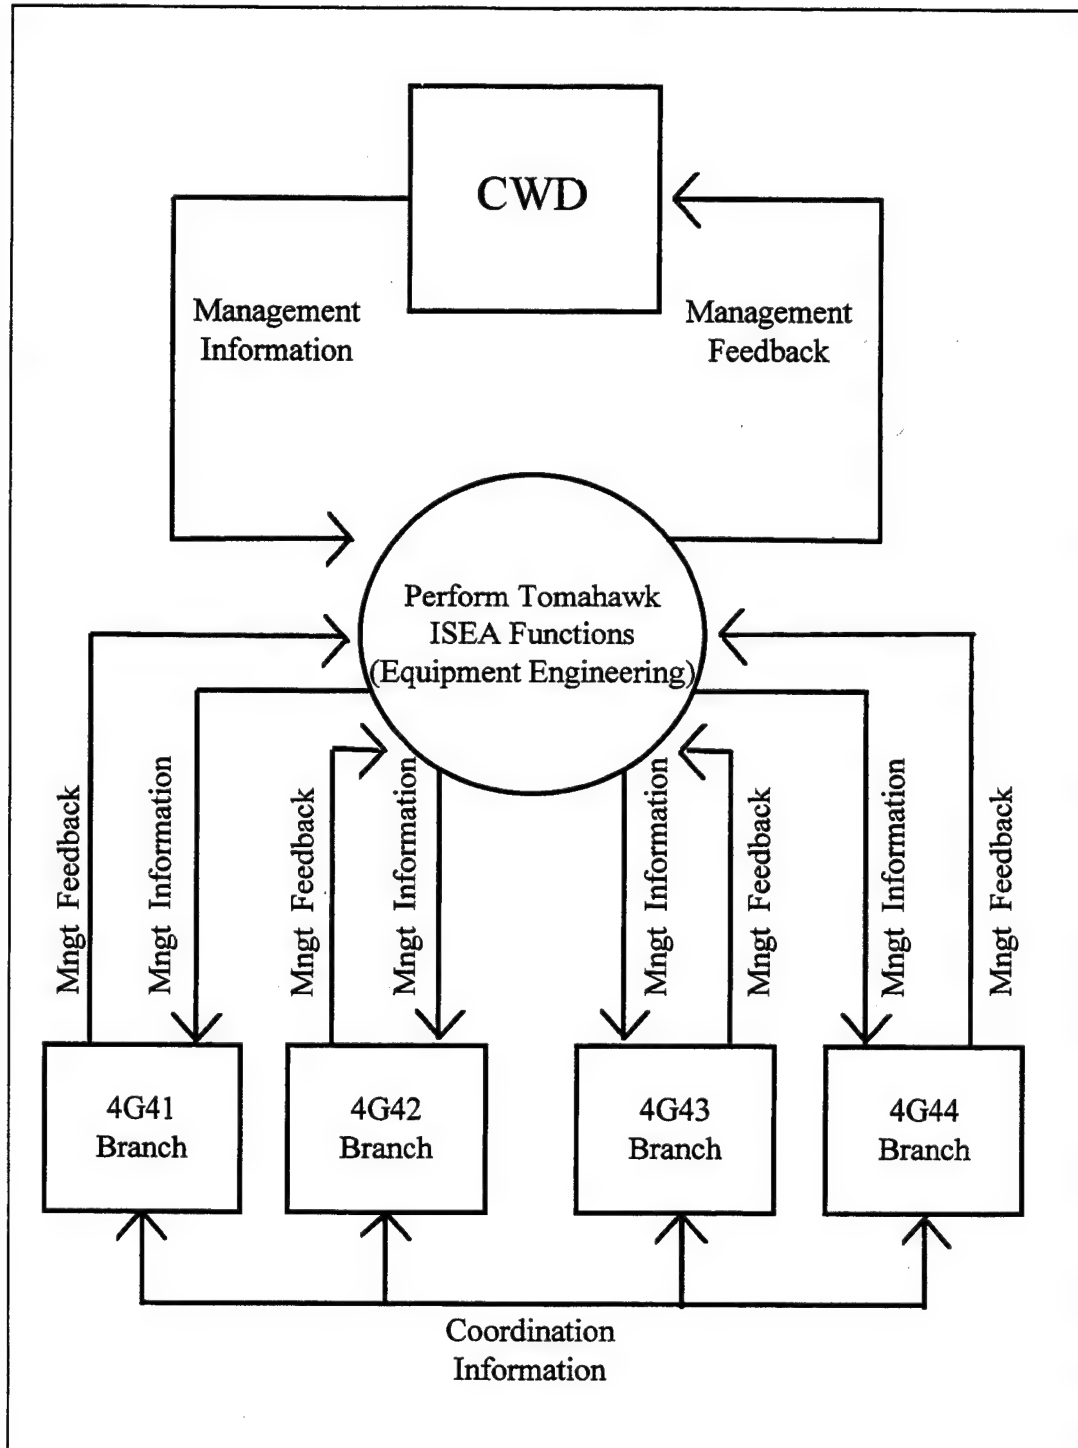 CWD
Management
Information
Management
Feedback
Perform Tomahawk
ISEA Functions
(Equipment Engineering)
Mngt Feedback
Mngt Information
Mngt Feedback
Mngt Information
Mngt Information
Mngt Feedback
Mngt Information
Mngt Feedback
4G41
Branch
4G42
Branch
4G43
Branch
4G44
Branch
Coordination
Information